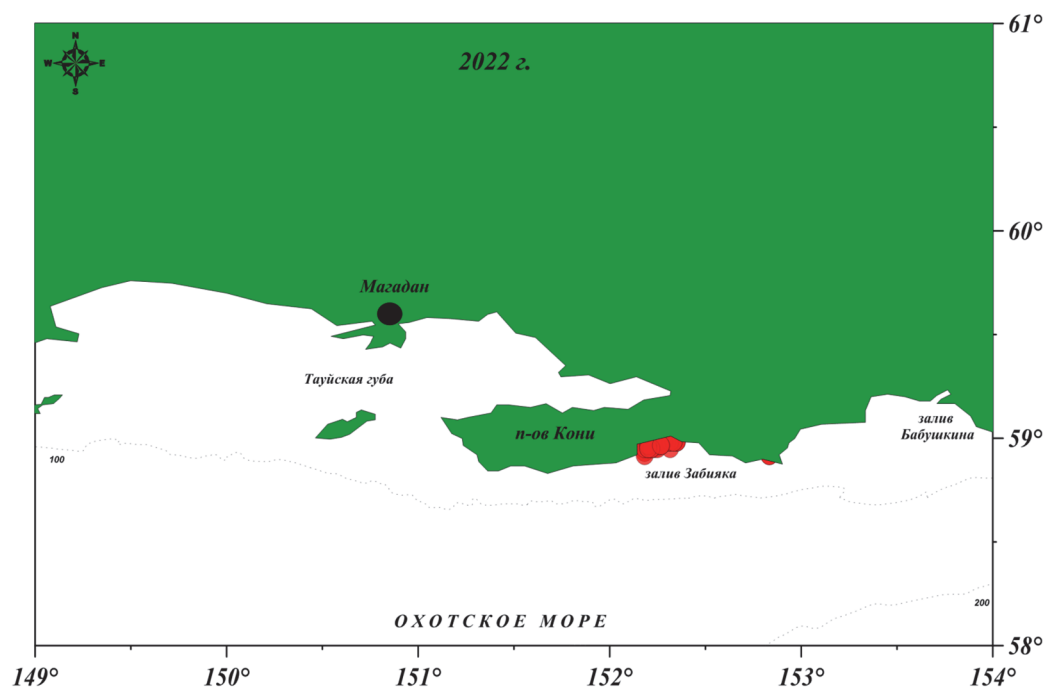 61°
N
W E
S
2022 г.
60°
Магадан
Тауйская губа
п-ов Кони
залив
Бабушкина
59°
100
залив Забияка
200
ОХОТСКОЕ МОРЕ
58°
149° 150° 151° 152° 153° 154°